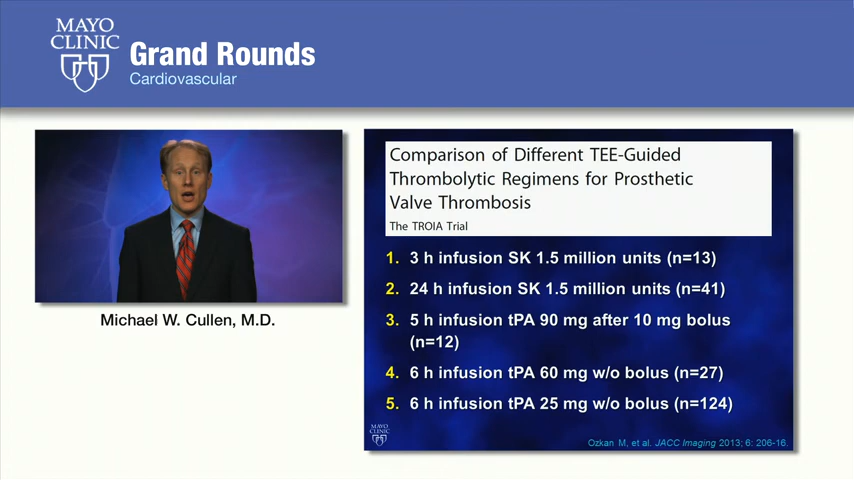 MAYO
CLINIC
Grand Rounds
Cardiovascular
Michael W. Cullen, M.D.
Comparison of Different TEE-Guided
Thrombolytic Regimens for Prosthetic
Valve Thrombosis
The TROIA Trial
1. 3 h infusion SK 1.5 million units (n=13)
2. 24 h infusion SK 1.5 million units (n=41)
3. 5 h infusion tPA 90 mg after 10 mg bolus
(n=12)
4. 6 h infusion tPA 60 mg w/o bolus (n=27)
5. 6 h infusion tPA 25 mg w/o bolus (n=124)
MAYO
CLINIC
Ozkan M, et al. JACC Imaging 2013; 6: 206-16.